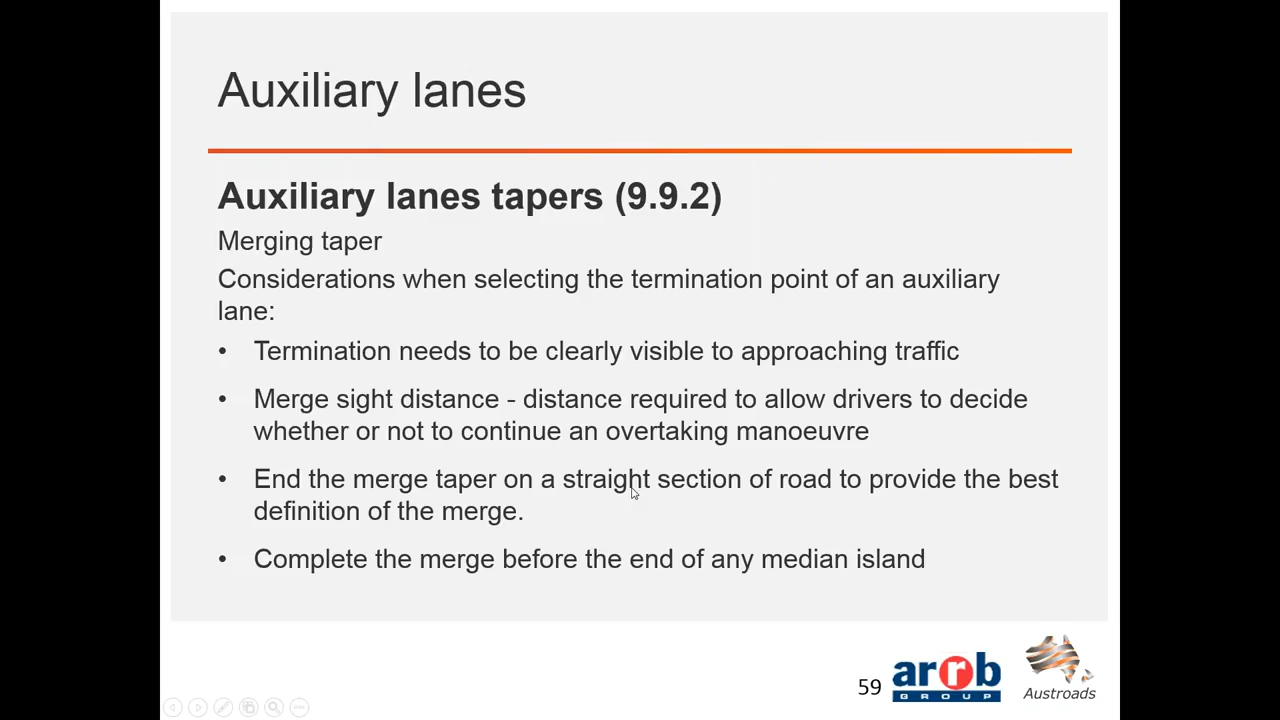 Auxiliary lanes
Auxiliary lanes tapers (9.9.2)
Merging taper
Considerations when selecting the termination point of an auxiliary
lane:
• Termination needs to be clearly visible to approaching traffic
• Merge sight distance - distance required to allow drivers to decide
whether or not to continue an overtaking manoeuvre
• End the merge taper on a straight section of road to provide the best
definition of the merge.
• Complete the merge before the end of any median island
59
arrb
GROUP
Austroads